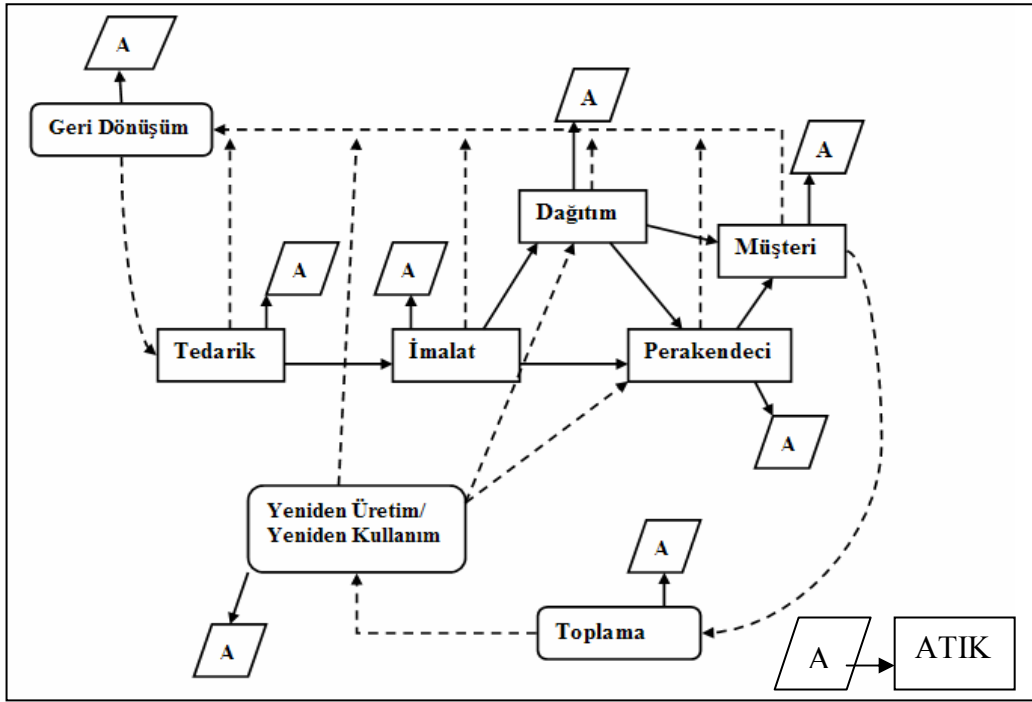 A
Geri Dönüşüm
A
A
Dağıtım
Müşteri
A
A
Tedarik
İmalat
Perakendeci
A
Yeniden Üretim/
Yeniden Kullanım
A
A
Toplama
A
ATIK